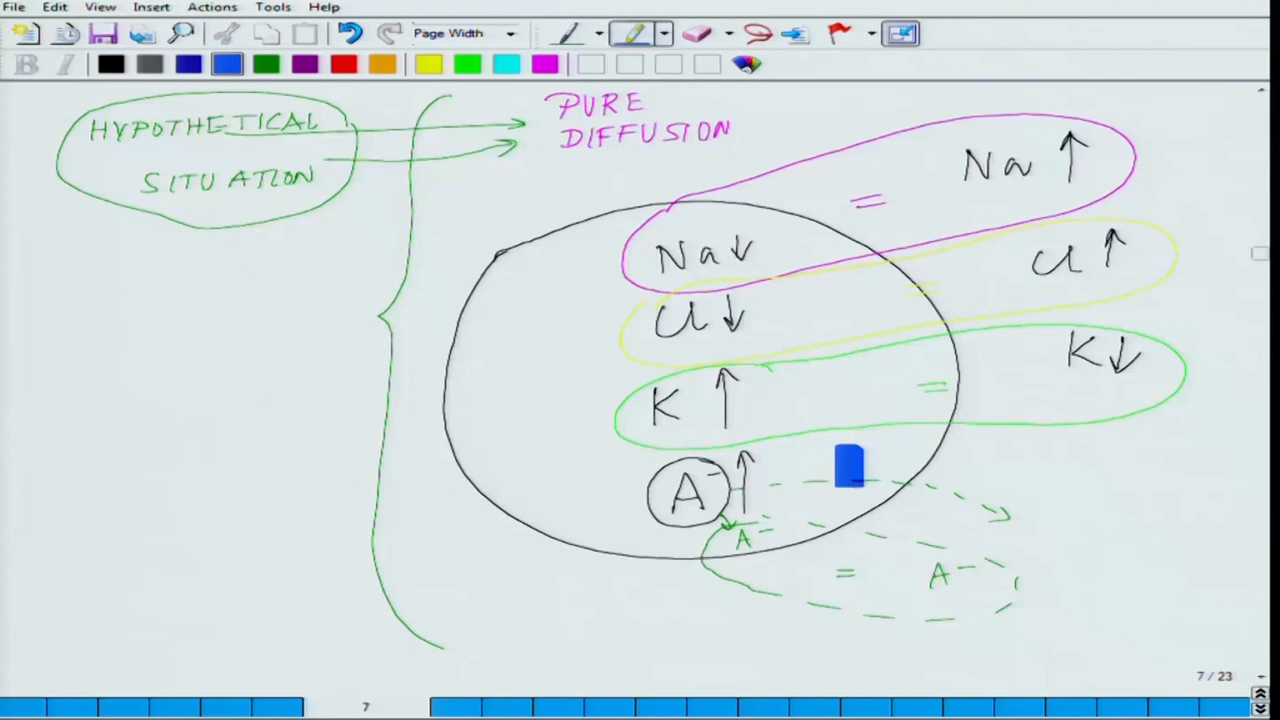 File Edit View Insert Actions Tools Help
Page Width
B I
HYPOTHETICAL
SITUATION
PURE
DIFFUSION
Na ↑
=
Na ↓
Cl ↑
=
Cl ↓
K ↓
K ↑
=
A⁻ ↑
A⁻
= A⁻
7 / 23
7